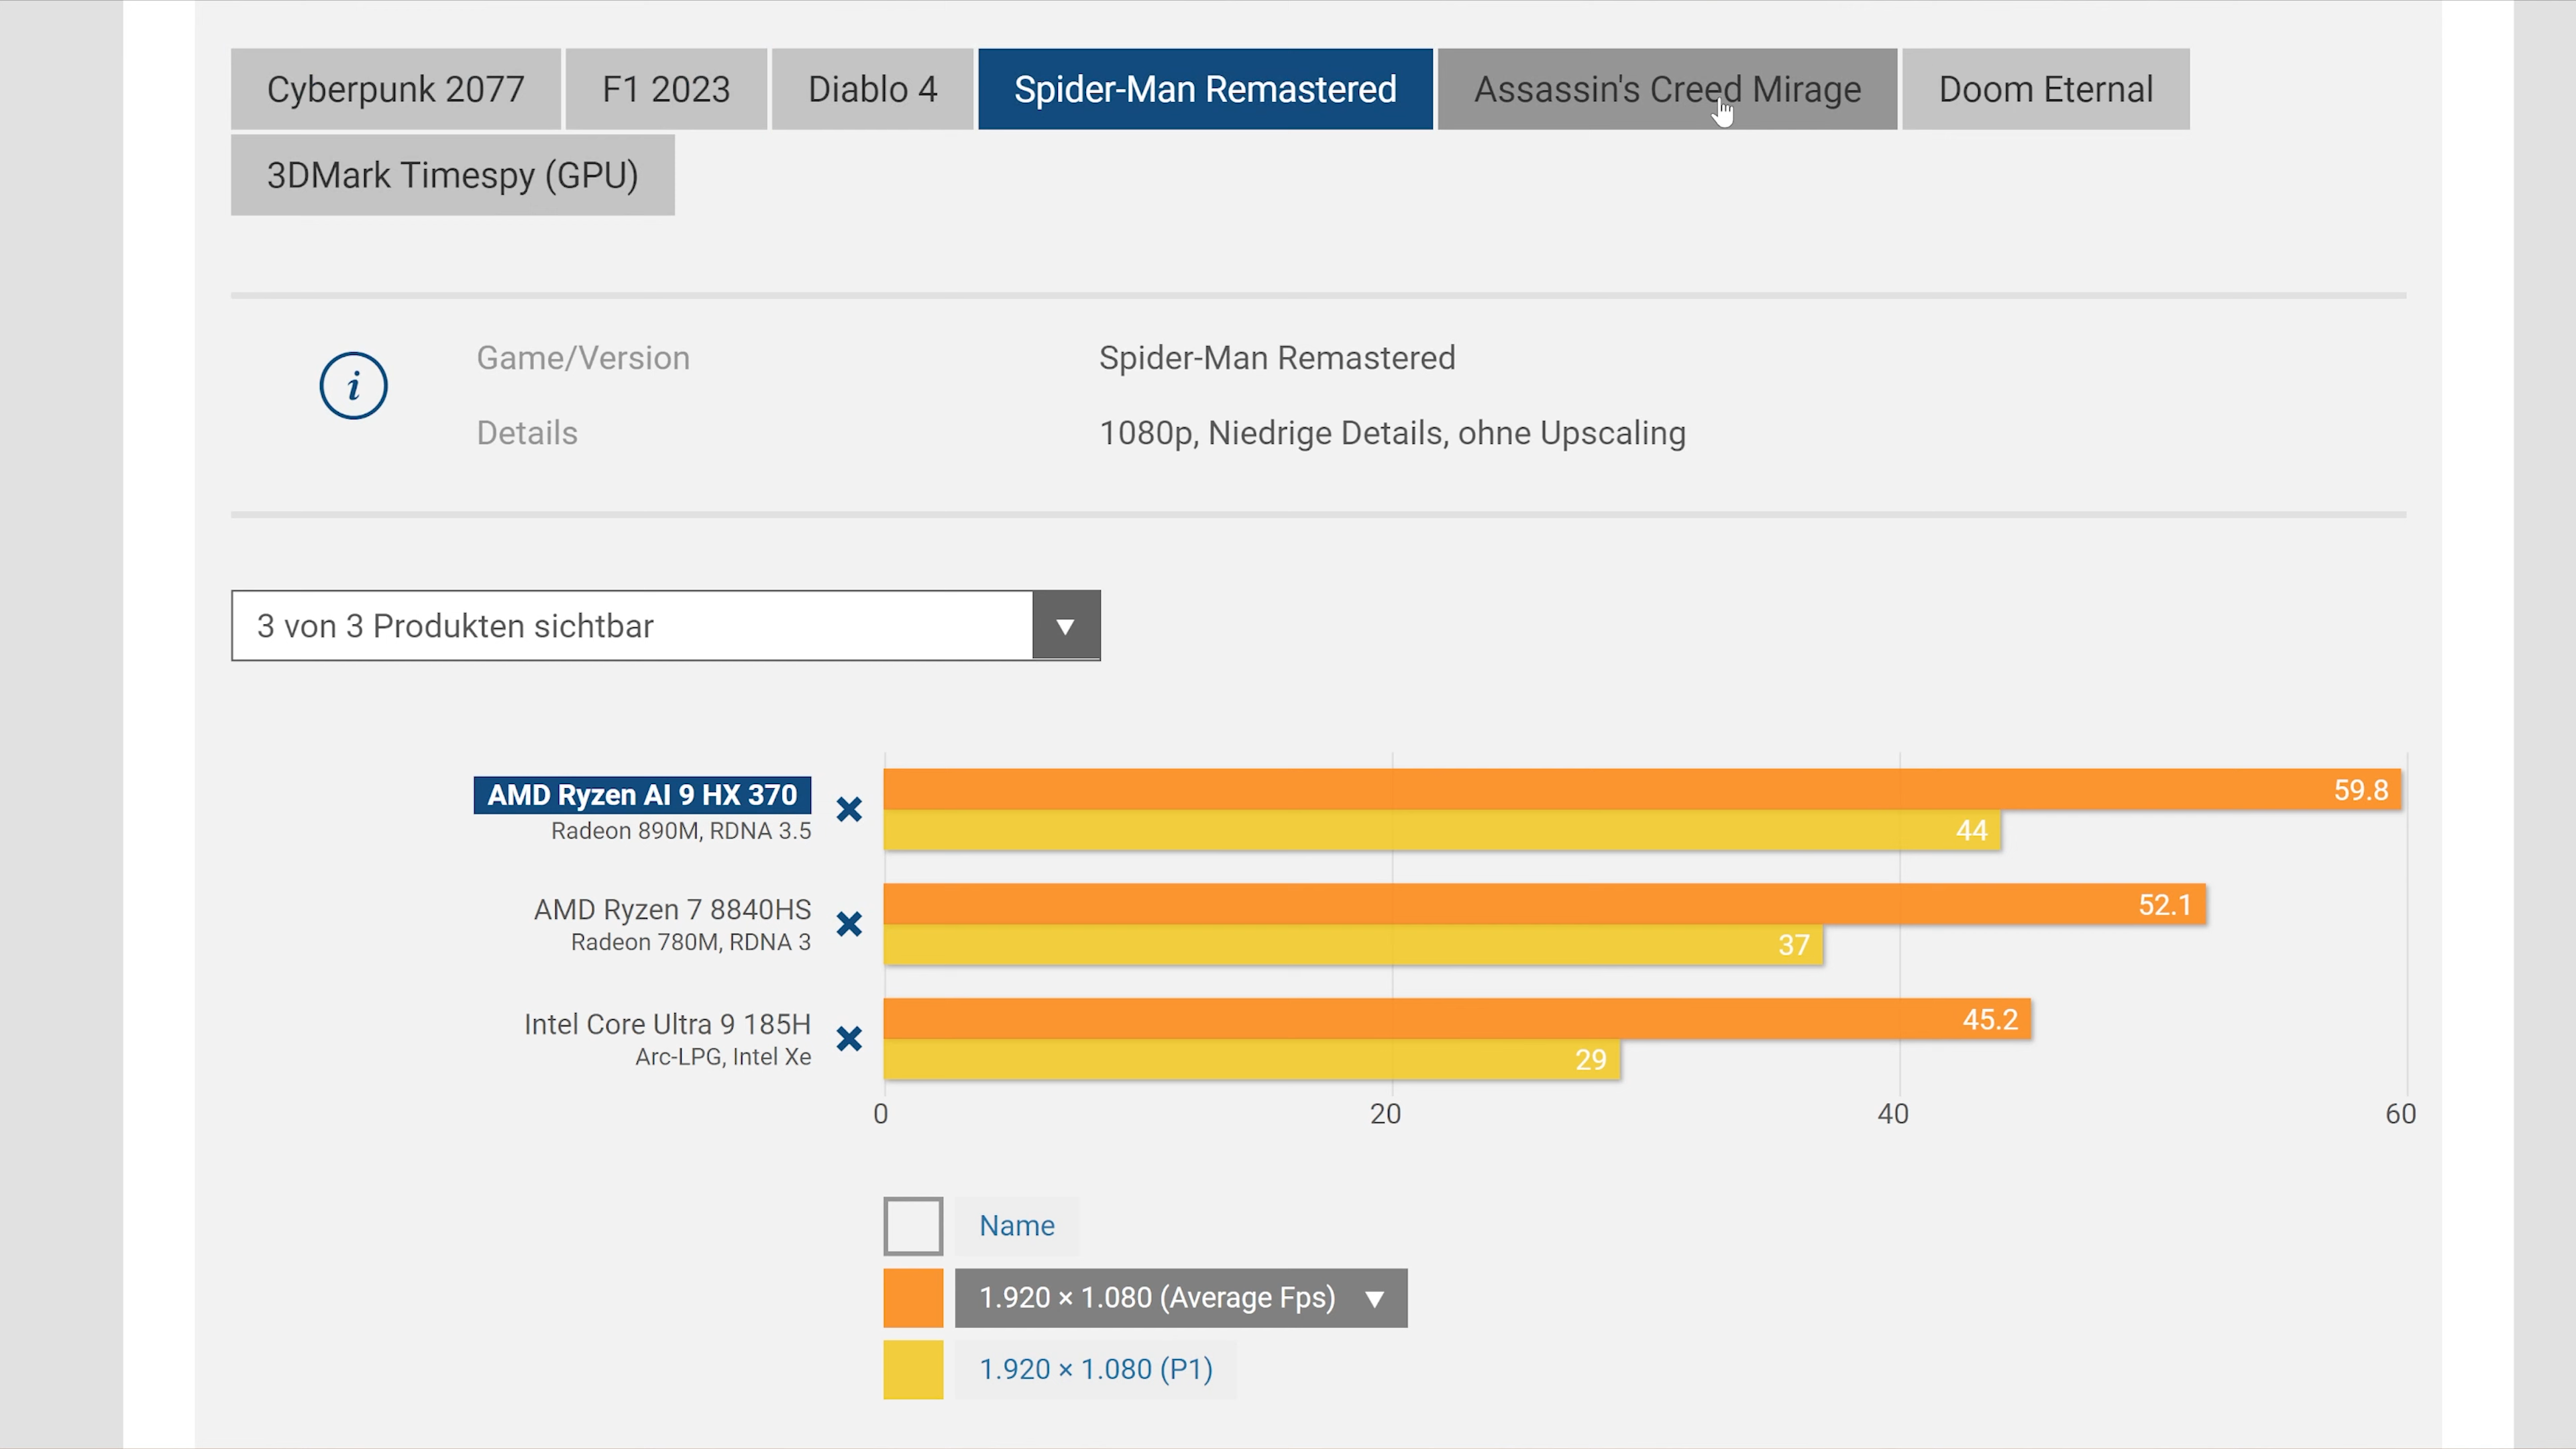 Cyberpunk 2077
F1 2023
Diablo 4
Spider-Man Remastered
Assassin's Creed Mirage
Doom Eternal
3DMark Timespy (GPU)
i
Game/Version
Spider-Man Remastered
Details
1080p, Niedrige Details, ohne Upscaling
3 von 3 Produkten sichtbar
AMD Ryzen AI 9 HX 370
Radeon 890M, RDNA 3.5
59.8
44
AMD Ryzen 7 8840HS
Radeon 780M, RDNA 3
52.1
37
Intel Core Ultra 9 185H
Arc-LPG, Intel Xe
45.2
29
0 20 40 60
Name
1.920 × 1.080 (Average Fps)
1.920 × 1.080 (P1)